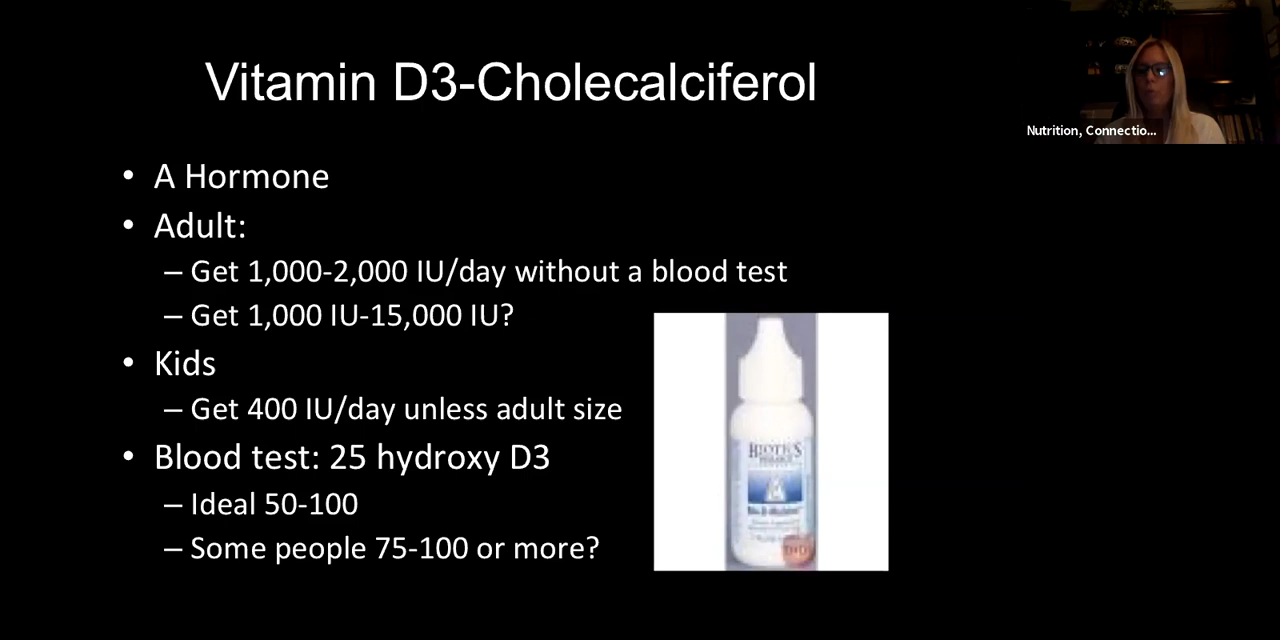 Vitamin D3-Cholecalciferol
Nutrition, Connectio...
• A Hormone
• Adult:
– Get 1,000-2,000 IU/day without a blood test
– Get 1,000 IU-15,000 IU?
• Kids
– Get 400 IU/day unless adult size
• Blood test: 25 hydroxy D3
– Ideal 50-100
– Some people 75-100 or more?
BIOTICS
RESEARCH